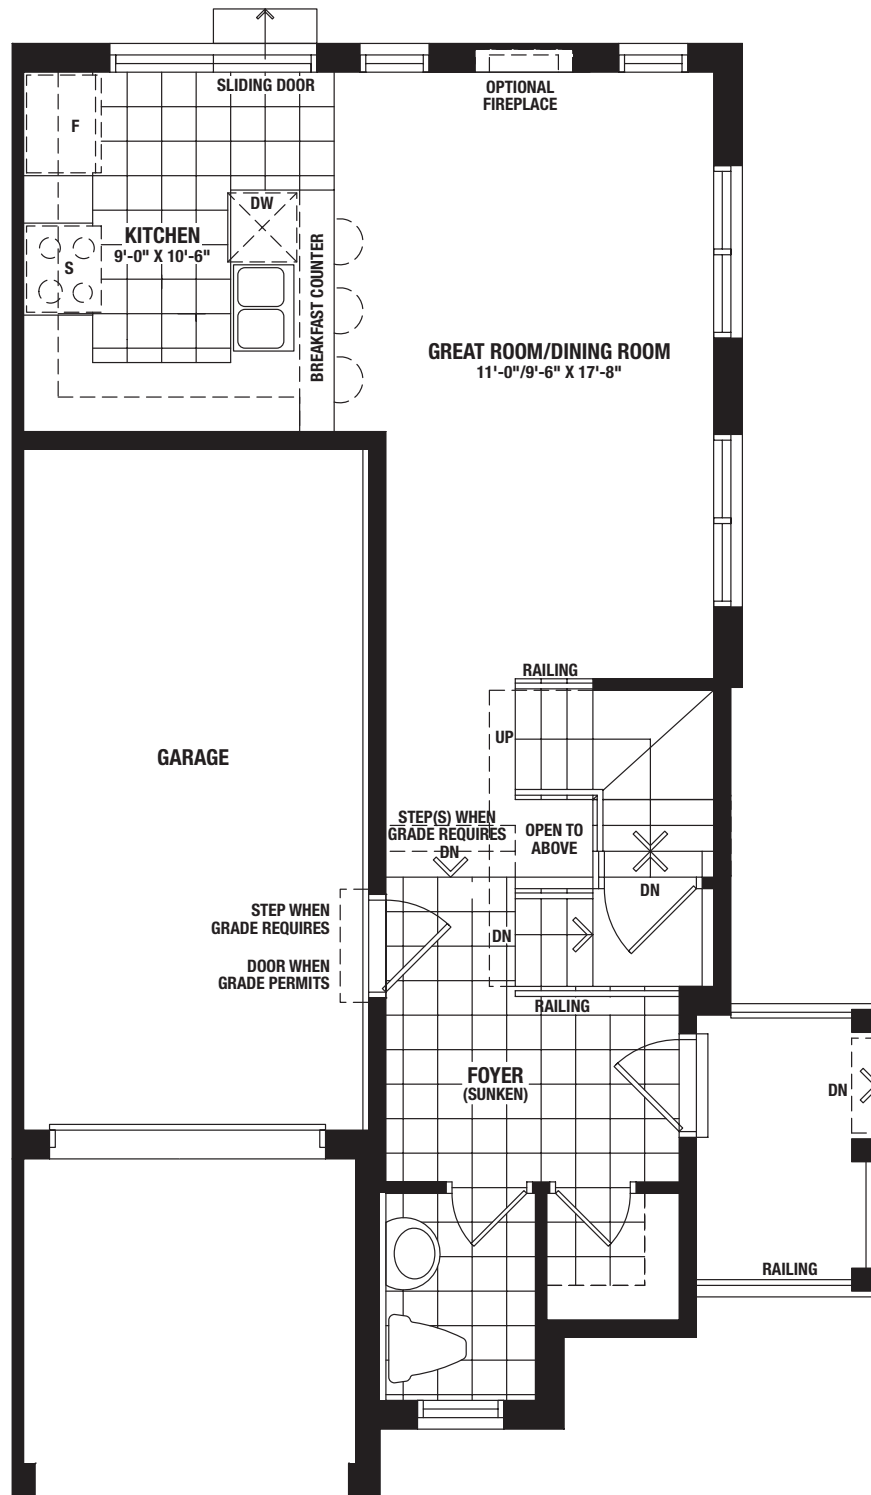 SLIDING DOOR
OPTIONAL
FIREPLACE
F
DW
KITCHEN
9'-0" X 10'-6"
S
BREAKFAST COUNTER
GREAT ROOM/DINING ROOM
11'-0"/9'-6" X 17'-8"
RAILING
UP
GARAGE
STEP(S) WHEN
GRADE REQUIRES
DN
OPEN TO
ABOVE
DN
STEP WHEN
GRADE REQUIRES
DN
DOOR WHEN
GRADE PERMITS
RAILING
FOYER
(SUNKEN)
DN
RAILING